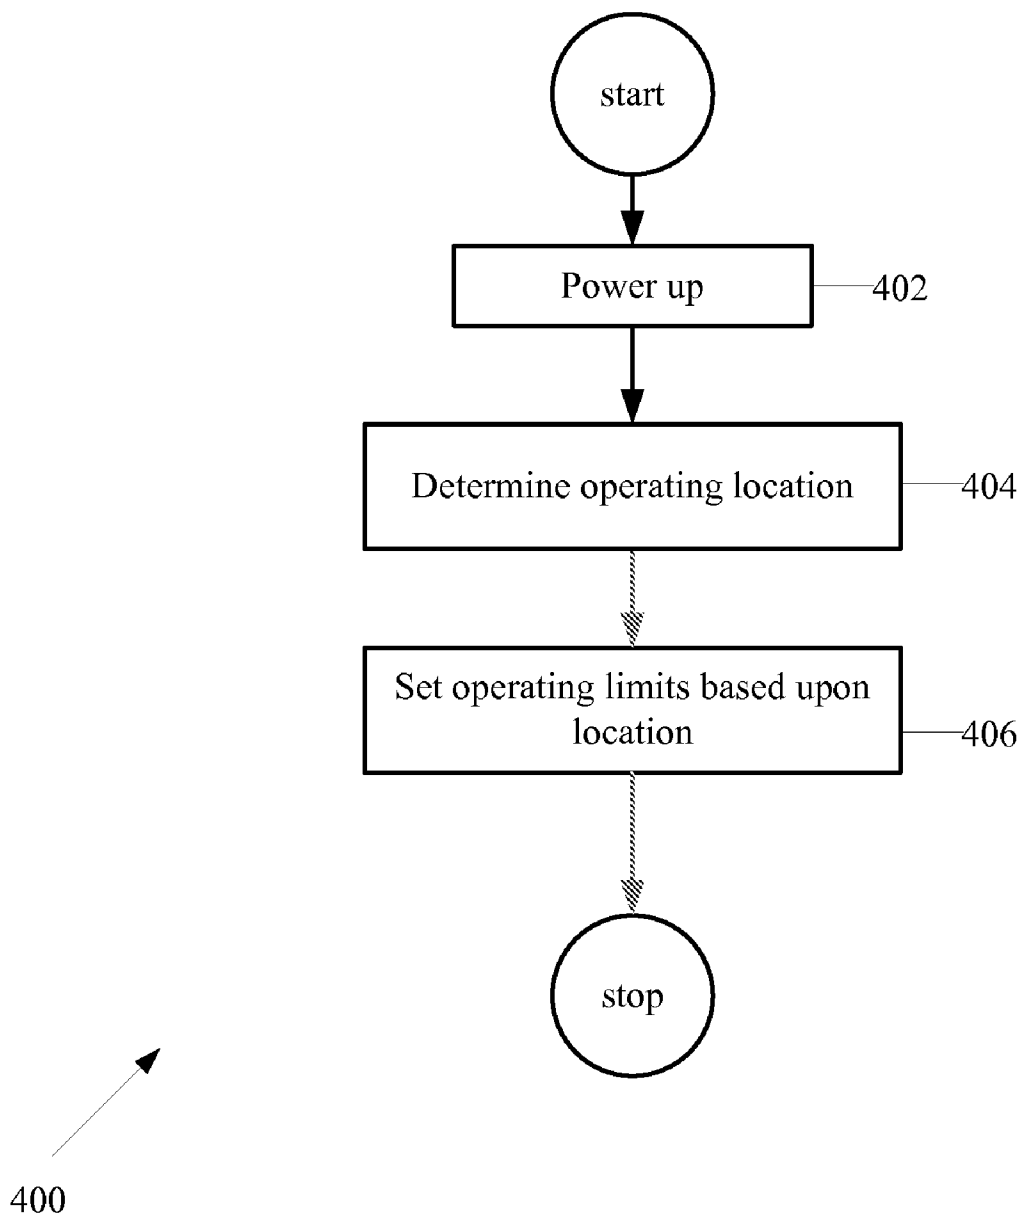 start
Power up
402
Determine operating location
404
Set operating limits based upon
location
406
stop
400